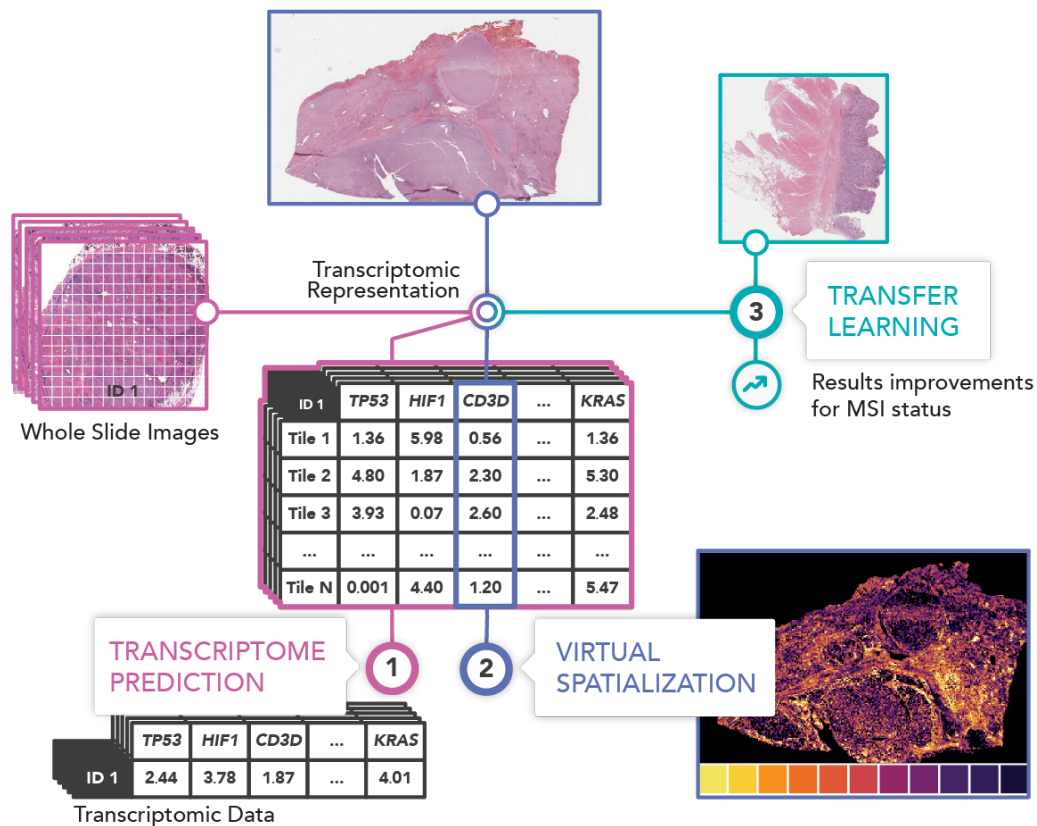 Transcriptomic
Representation
3
TRANSFER
LEARNING
Results improvements
for MSI status
ID 1
Whole Slide Images
ID 1 TP53 HIF1 CD3D ... KRAS
Tile 1 1.36 5.98 0.56 ... 1.36
Tile 2 4.80 1.87 2.30 ... 5.30
Tile 3 3.93 0.07 2.60 ... 2.48
... ... ... ... ... ...
Tile N 0.001 4.40 1.20 ... 5.47
TRANSCRIPTOME
PREDICTION
1
2
VIRTUAL
SPATIALIZATION
TP53 HIF1 CD3D ... KRAS
ID 1 2.44 3.78 1.87 ... 4.01
Transcriptomic Data